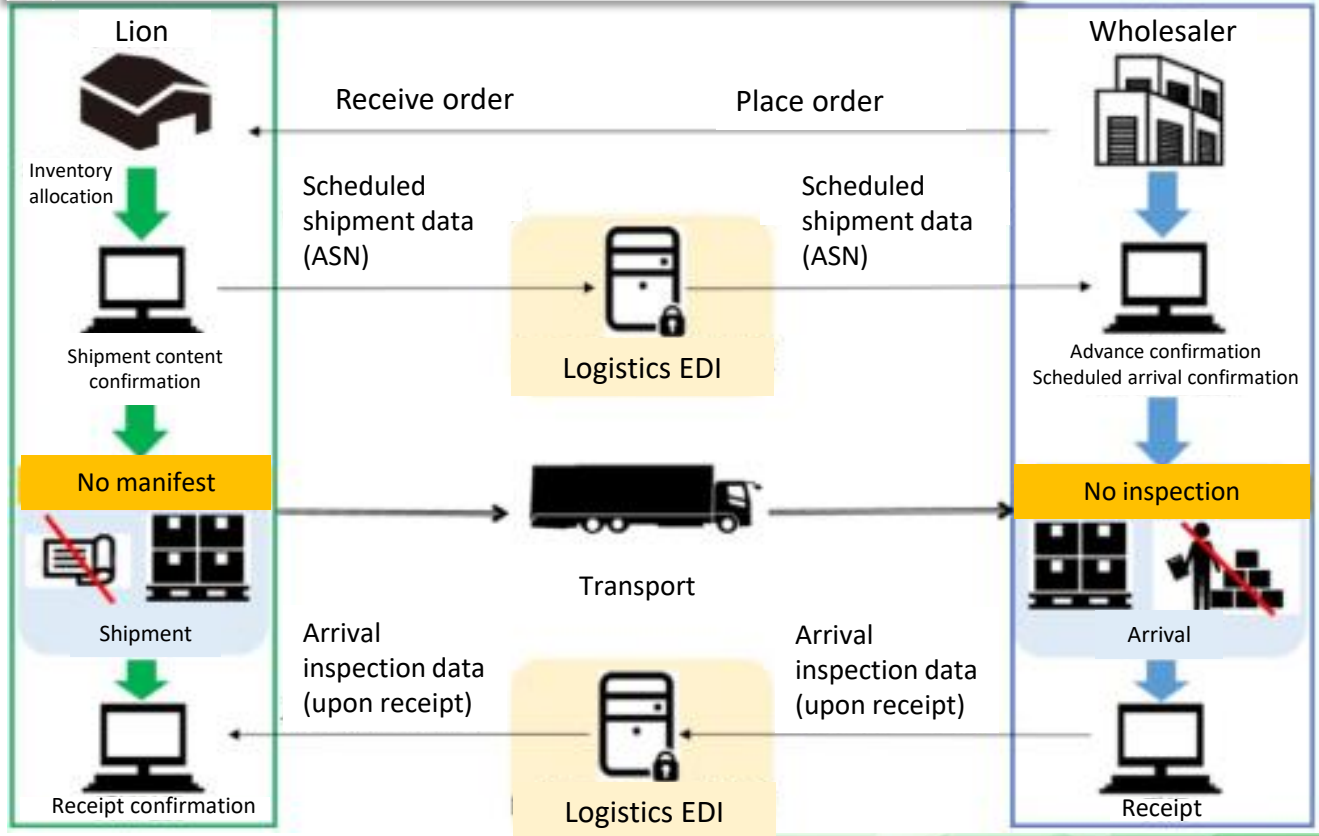 Lion
Wholesaler
Receive order
Place order
Inventory
allocation
Scheduled
shipment data
(ASN)
Scheduled
shipment data
(ASN)
Logistics EDI
Shipment content
confirmation
Advance confirmation
Scheduled arrival confirmation
No manifest
No inspection
Transport
Shipment
Arrival
Arrival
inspection data
(upon receipt)
Arrival
inspection data
(upon receipt)
Receipt confirmation
Logistics EDI
Receipt